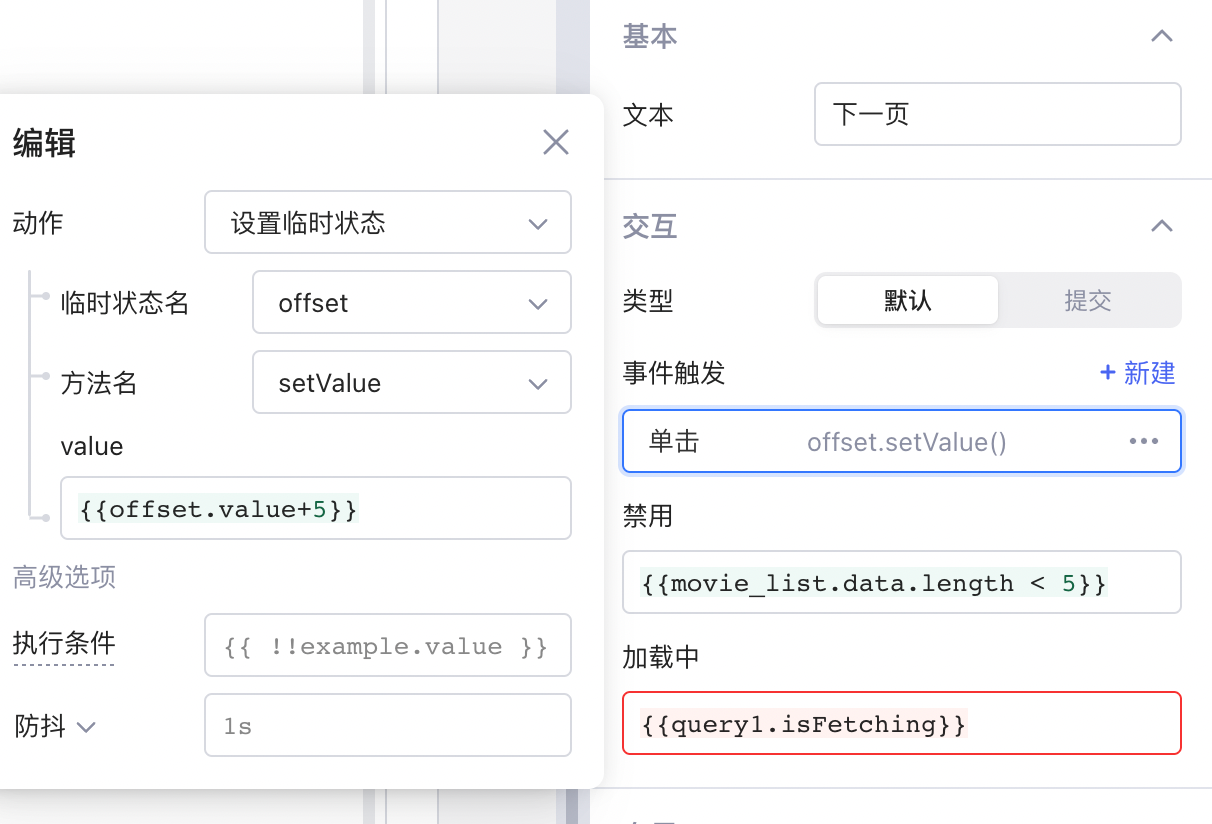 编辑
动作
设置临时状态
临时状态名
offset
方法名
setValue
value
{{offset.value+5}}
高级选项
执行条件
{{ !!example.value }}
防抖
1s
基本
文本
下一页
交互
类型
默认
提交
事件触发
+ 新建
单击
offset.setValue()
•••
禁用
{{movie_list.data.length < 5}}
加载中
{{query1.isFetching}}